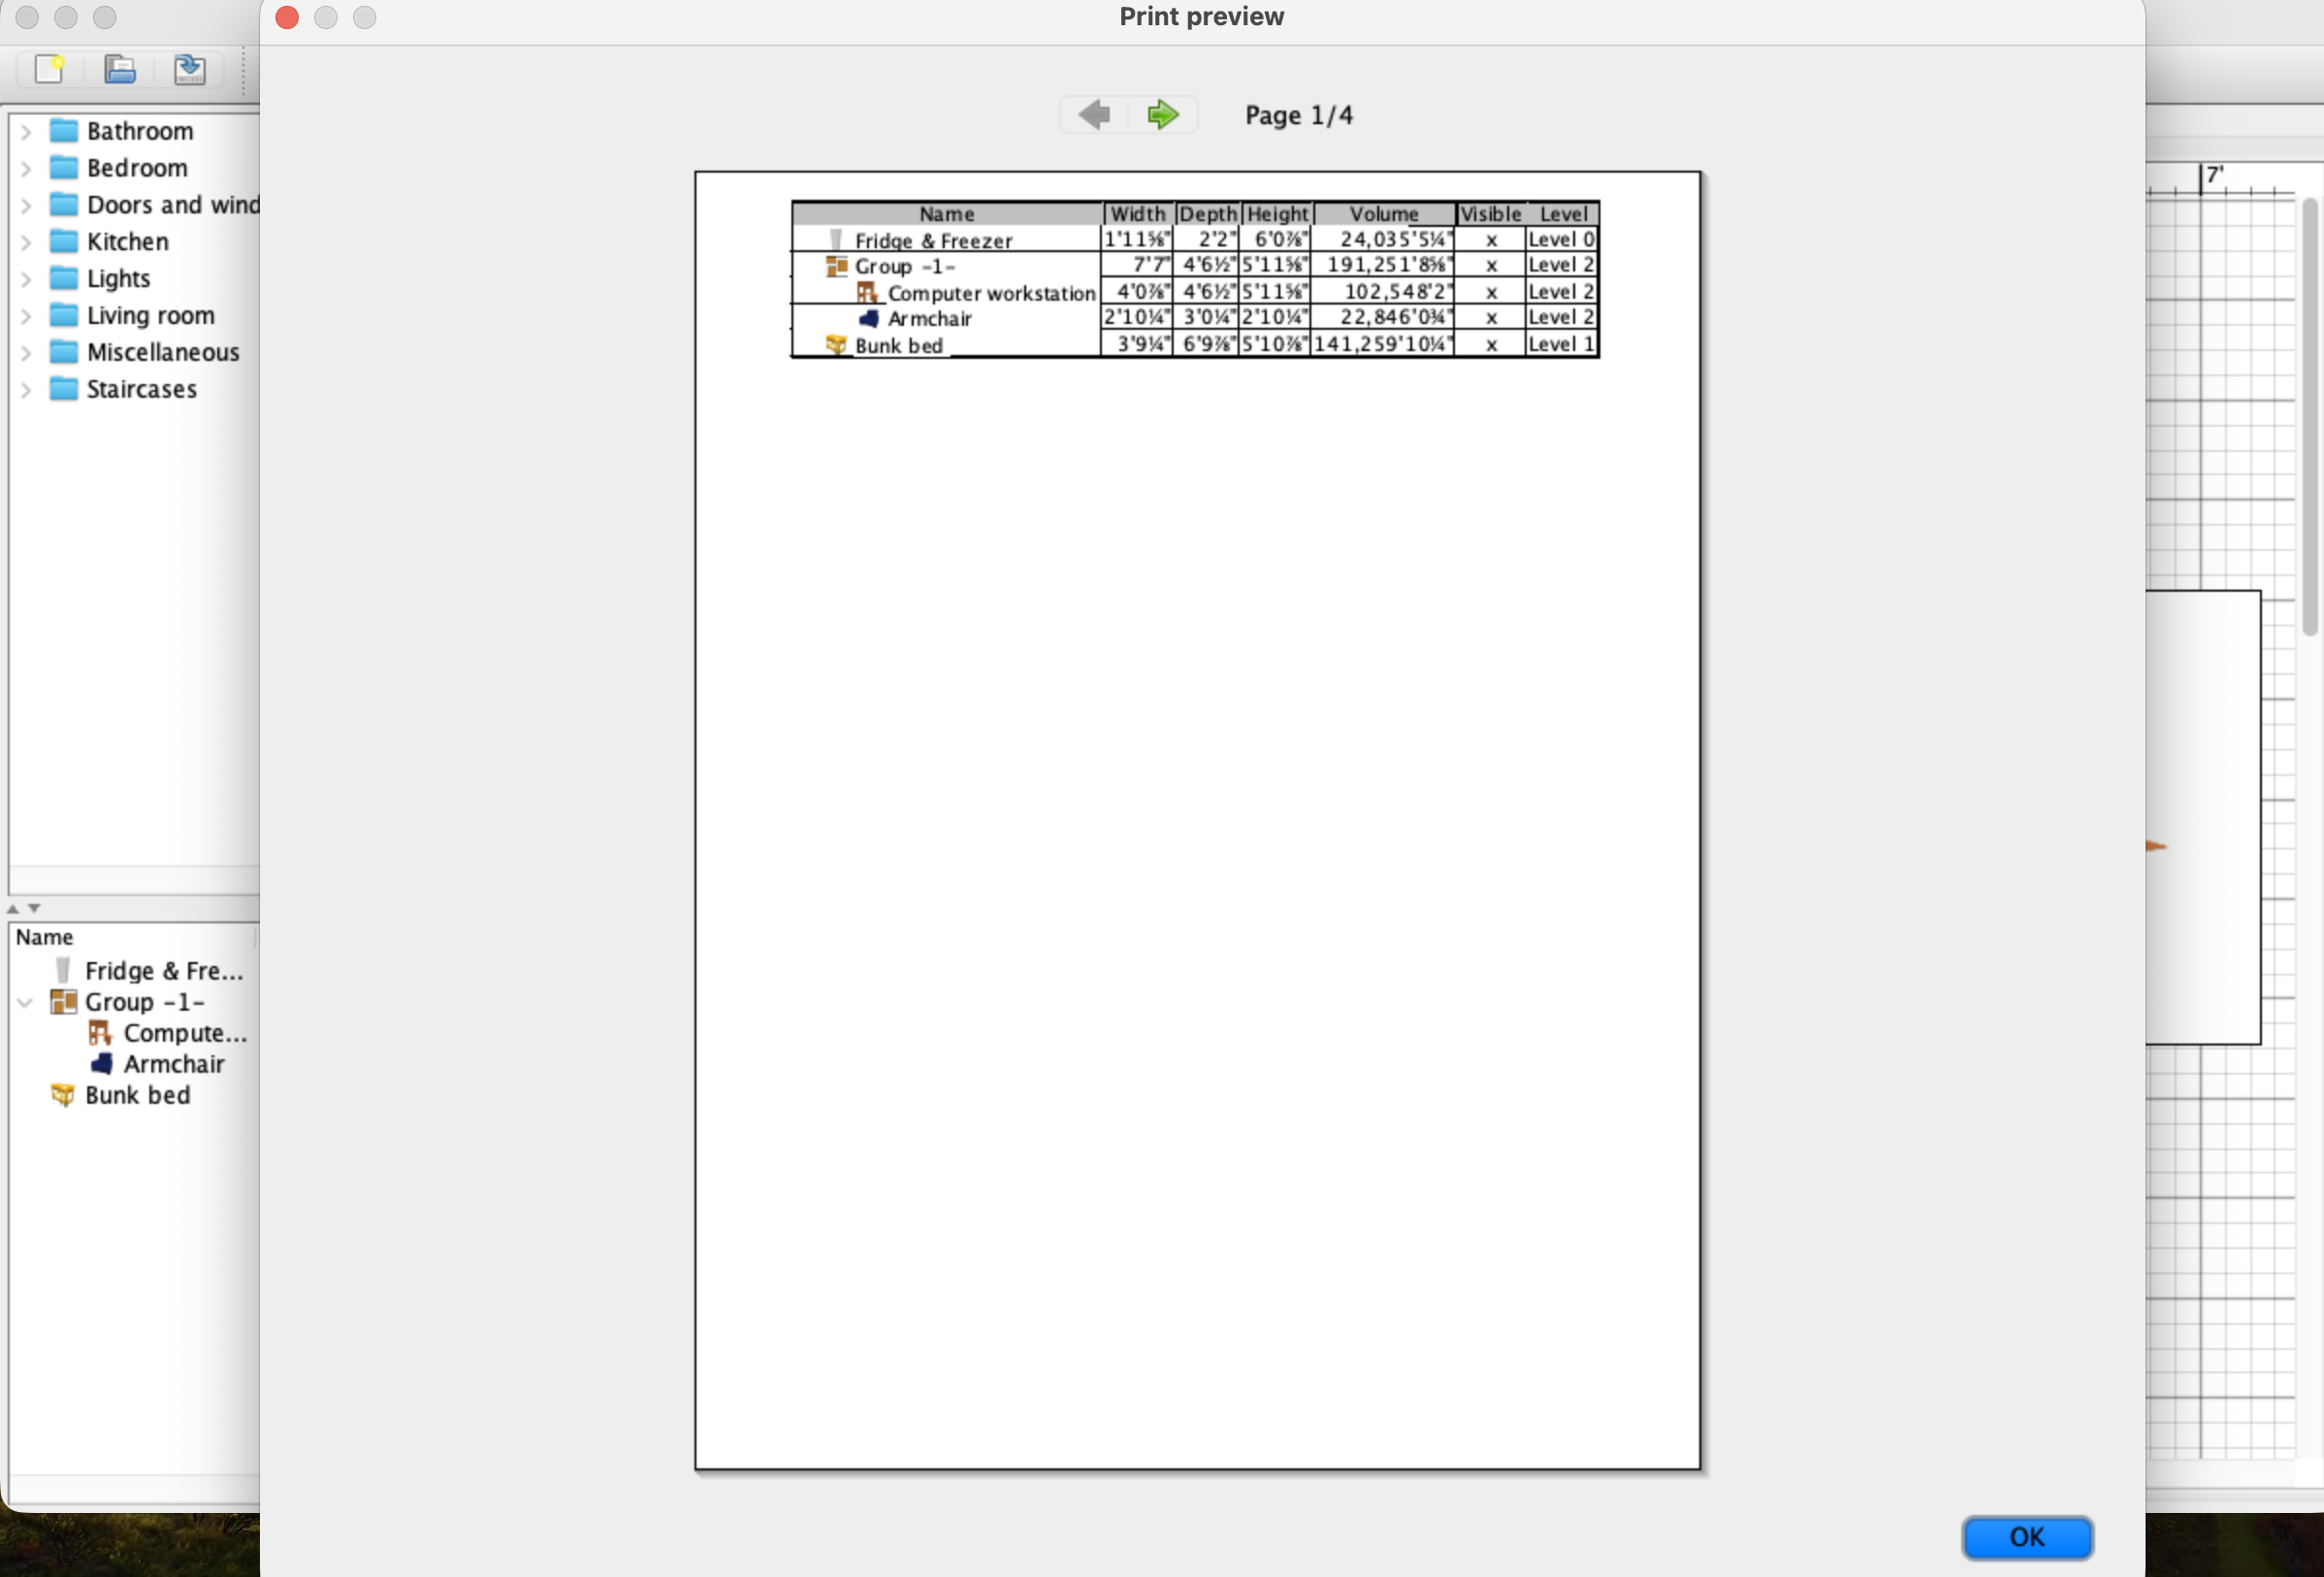 Print preview
Page 1/4
Bathroom
Bedroom
Doors and wind
Kitchen
Lights
Living room
Miscellaneous
Staircases
7'
Name Width Depth Height Volume Visible Level
Fridge & Freezer 1'11⅝" 2'2" 6'0⅞" 24,035'5¼" x Level 0
Group -1- 7'7" 4'6½" 5'11⅝" 191,251'8⅝" x Level 2
Computer workstation 4'0⅞" 4'6½" 5'11⅝" 102,548'2" x Level 2
Armchair 2'10¼" 3'0¼" 2'10¼" 22,846'0¾" x Level 2
Bunk bed 3'9¼" 6'9⅞" 5'10⅞" 141,259'10¼" x Level 1
Name
Fridge & Fre...
Group -1-
Compute...
Armchair
Bunk bed
OK